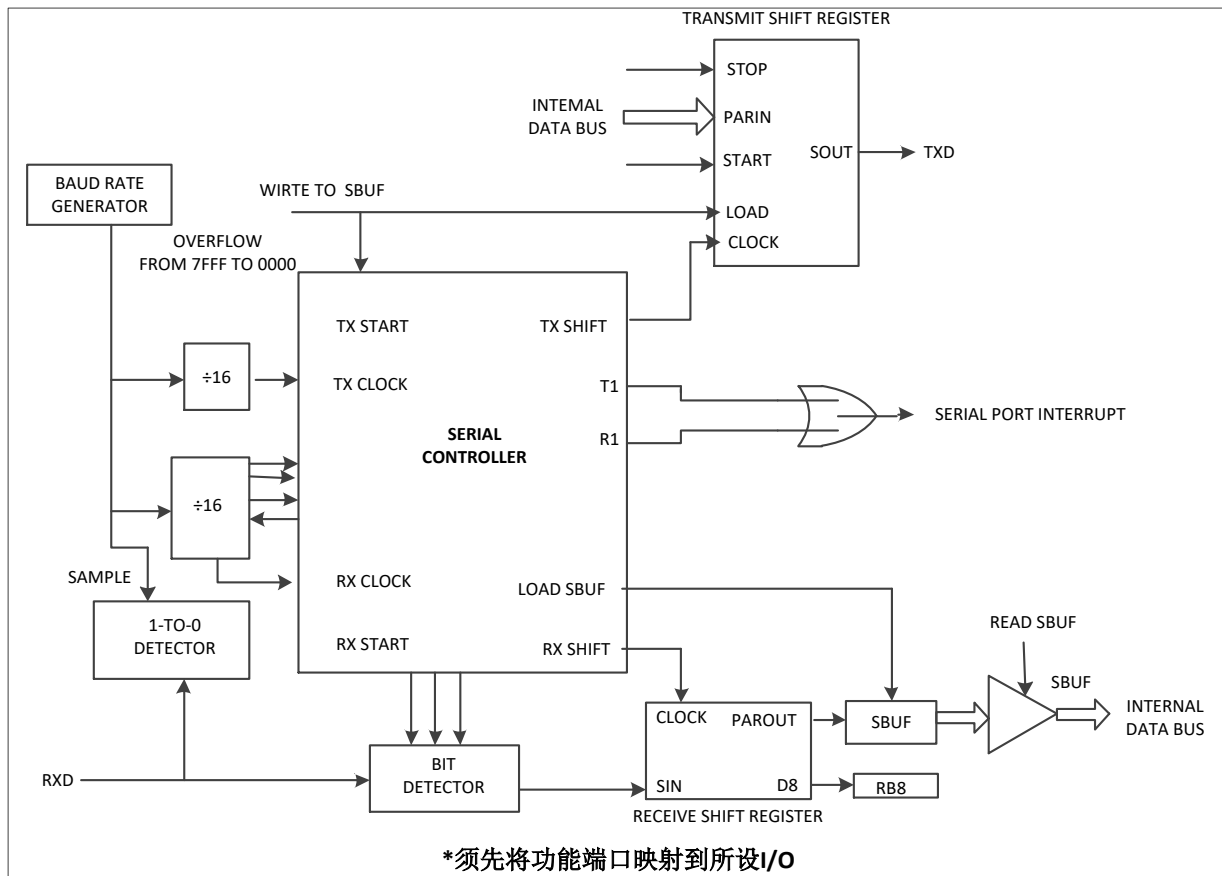 TRANSMIT SHIFT REGISTER
STOP
INTEMAL
DATA BUS
PARIN
SOUT
TXD
START
BAUD RATE
GENERATOR
WIRTE TO SBUF
LOAD
CLOCK
OVERFLOW
FROM 7FFF TO 0000
TX START
TX SHIFT
÷16
TX CLOCK
T1
SERIAL PORT INTERRUPT
R1
SERIAL
CONTROLLER
÷16
SAMPLE
RX CLOCK
LOAD SBUF
1-TO-0
DETECTOR
RX START
RX SHIFT
READ SBUF
SBUF
CLOCK
PAROUT
SBUF
INTERNAL
DATA BUS
RXD
BIT
DETECTOR
SIN
D8
RB8
RECEIVE SHIFT REGISTER
*须先将功能端口映射到所设I/O